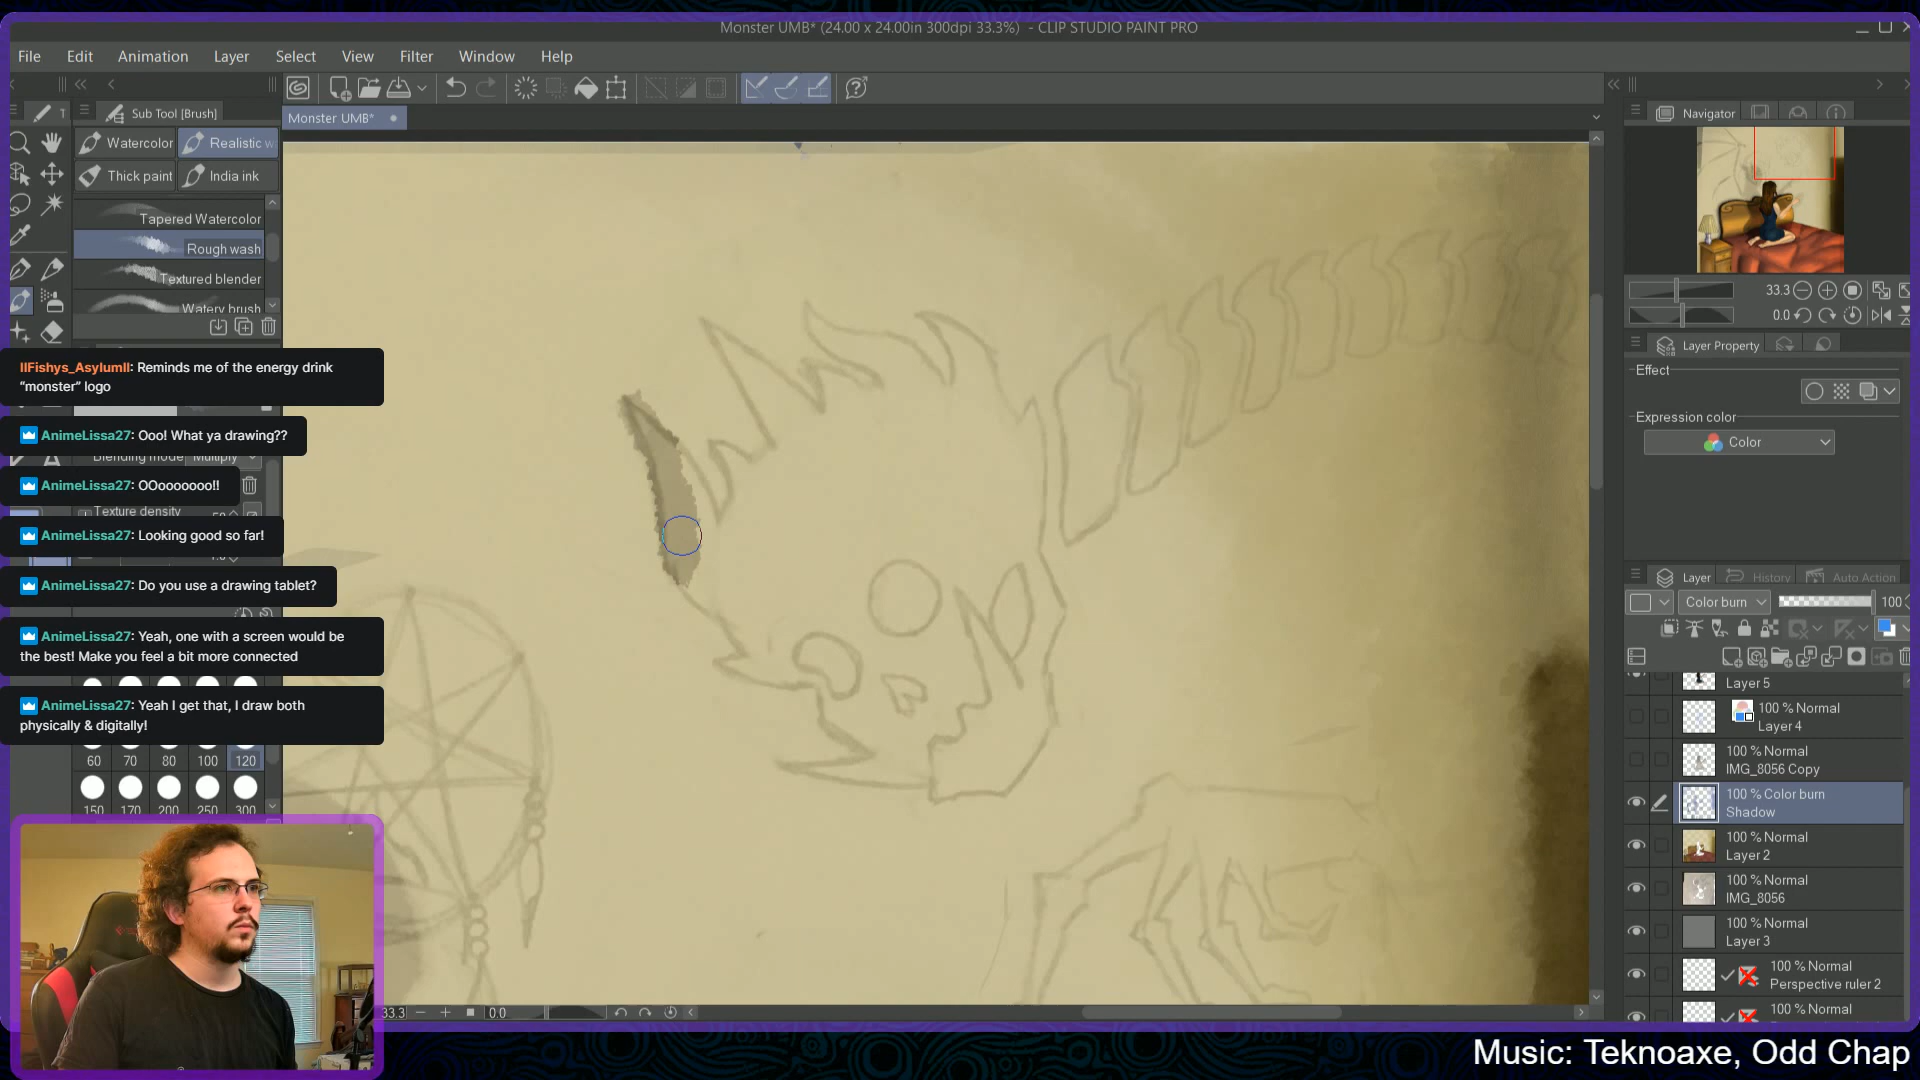 Monster UMB* (24.00 x 24.00in 300dpi 33.3%) - CLIP STUDIO PAINT PRO
File Edit Animation Layer Select View Filter Window Help
Sub Tool [Brush]
Monster UMB*
Navigator
Watercolor
Realistic w
Thick paint
India ink
Tapered Watercolor
Rough wash
Textured blender
Watery brush
33.3
0.0
Layer Property
Effect
Expression color
Color
IIFishys_AsylumII: Reminds me of the energy drink
“monster” logo
AnimeLissa27: Ooo! What ya drawing??
Blending mode Multiply
AnimeLissa27: OOooooooo!!
Texture density
AnimeLissa27: Looking good so far!
AnimeLissa27: Do you use a drawing tablet?
AnimeLissa27: Yeah, one with a screen would be
the best! Make you feel a bit more connected
AnimeLissa27: Yeah I get that, I draw both
physically & digitally!
60 70 80 100 120
150 170 200 250 300
Layer History Auto Action
Color burn 100
Layer 5
100 % Normal
Layer 4
100 % Normal
IMG_8056 Copy
100 % Color burn
Shadow
100 % Normal
Layer 2
100 % Normal
IMG_8056
100 % Normal
Layer 3
100 % Normal
Perspective ruler 2
100 % Normal
33.3 0.0
Music: Teknoaxe, Odd Chap